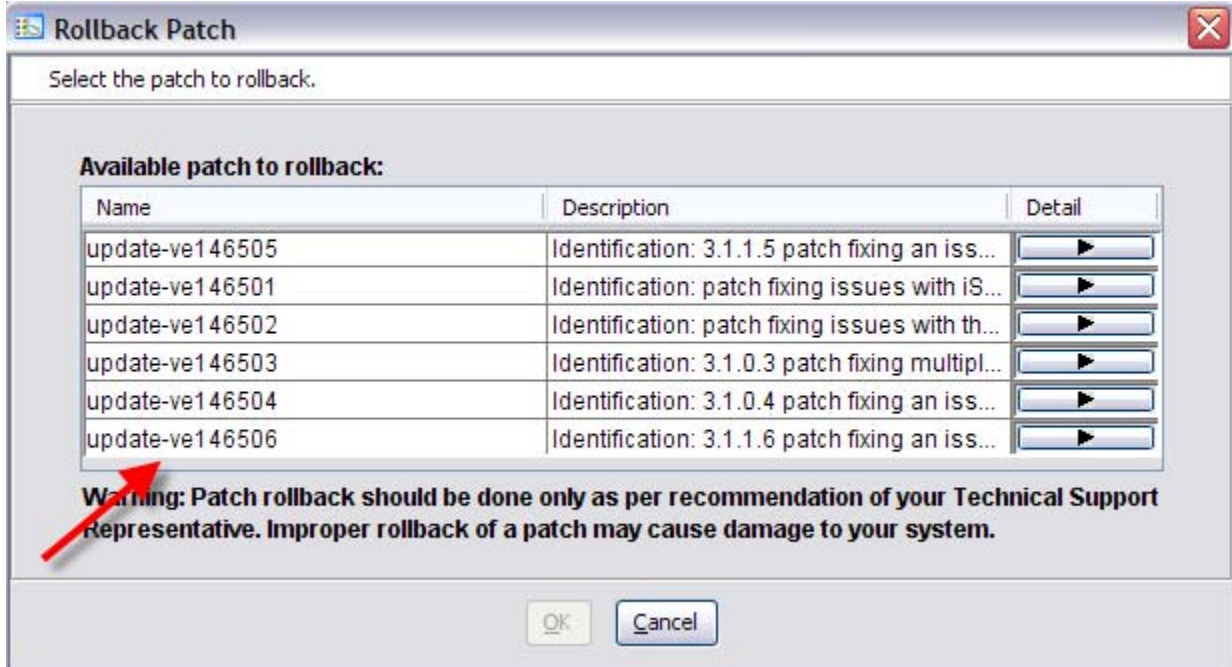 Rollback Patch
Select the patch to rollback.
Available patch to rollback:
Name Description Detail
update-ve146505 Identification: 3.1.1.5 patch fixing an iss...
update-ve146501 Identification: patch fixing issues with iS...
update-ve146502 Identification: patch fixing issues with th...
update-ve146503 Identification: 3.1.0.3 patch fixing multipl...
update-ve146504 Identification: 3.1.0.4 patch fixing an iss...
update-ve146506 Identification: 3.1.1.6 patch fixing an iss...
Warning: Patch rollback should be done only as per recommendation of your Technical Support
Representative. Improper rollback of a patch may cause damage to your system.
OK Cancel